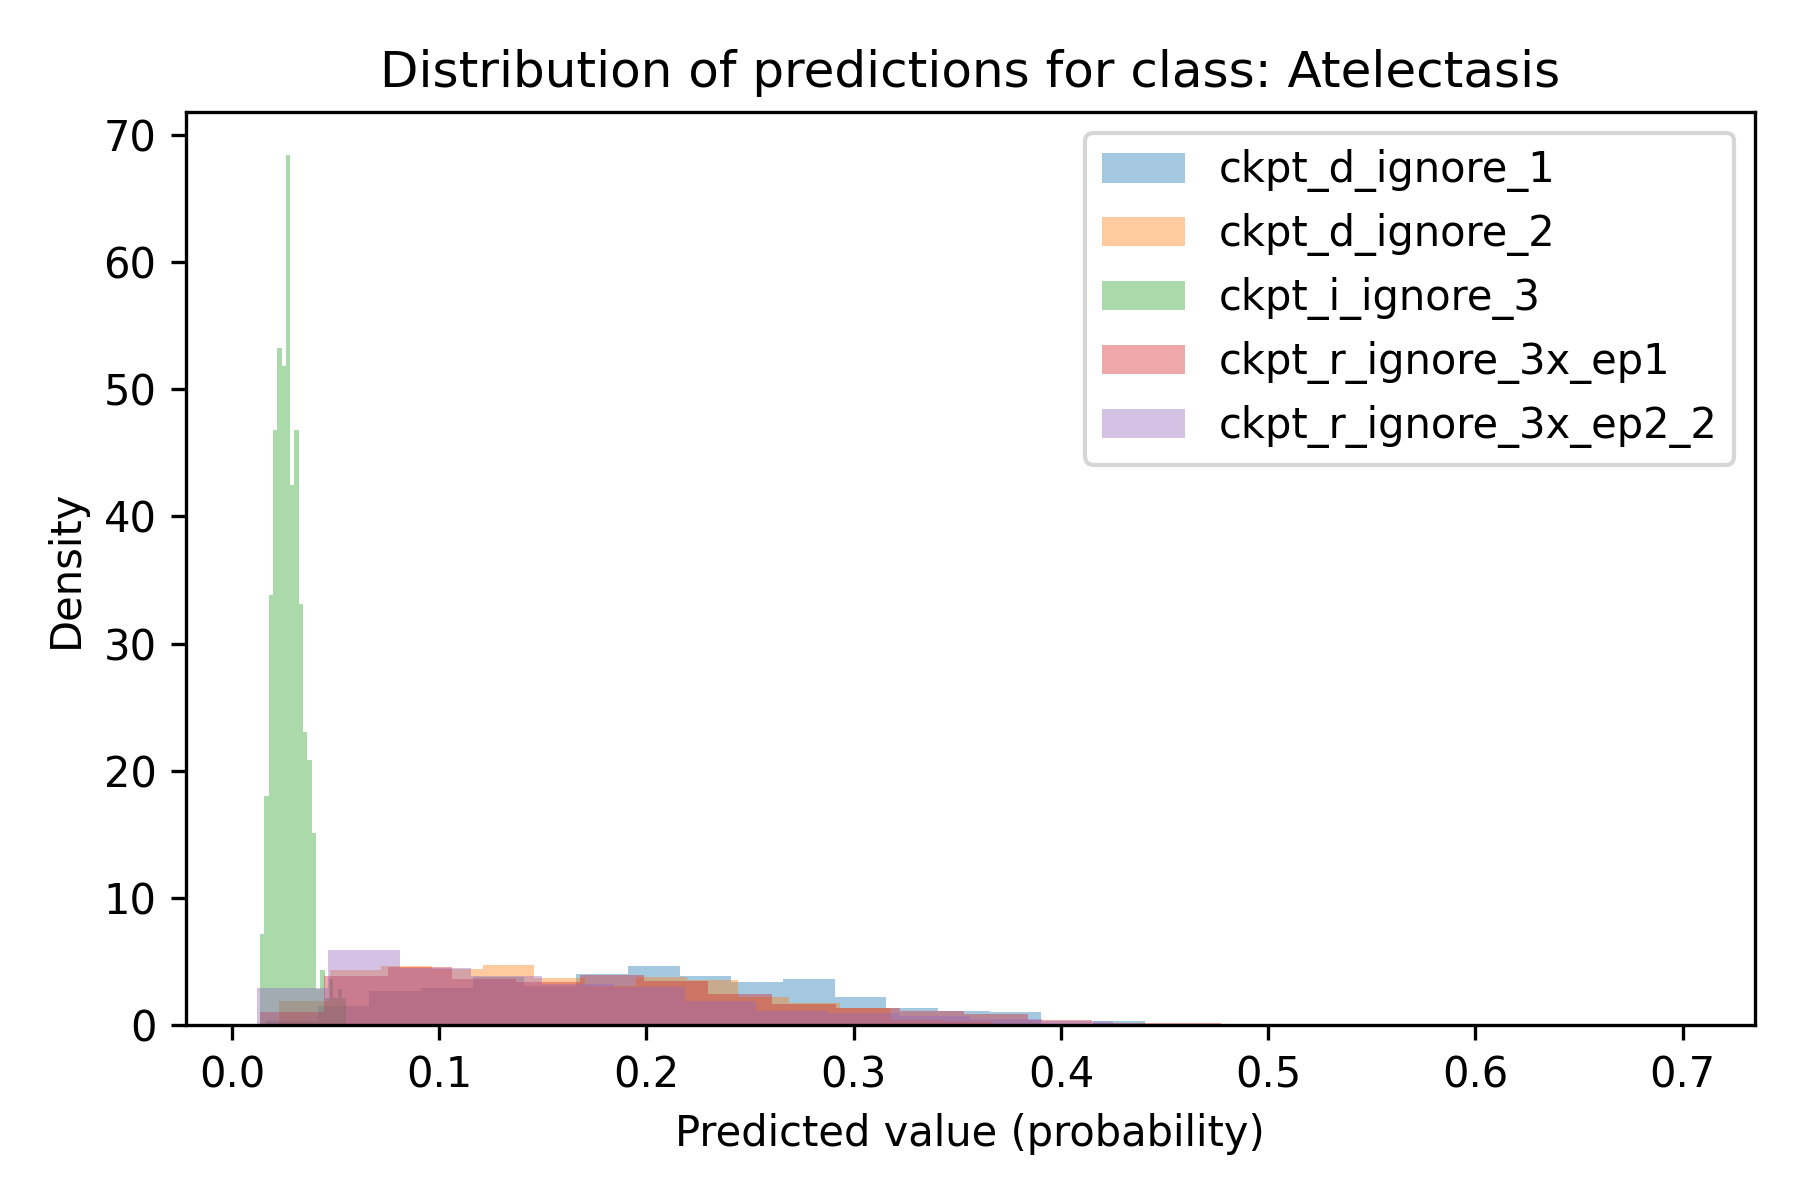 Distribution of predictions for class: Atelectasis
70
60
50
40
30
20
10
0
Density
ckpt_d_ignore_1
ckpt_d_ignore_2
ckpt_i_ignore_3
ckpt_r_ignore_3x_ep1
ckpt_r_ignore_3x_ep2_2
0.0 0.1 0.2 0.3 0.4 0.5 0.6 0.7
Predicted value (probability)